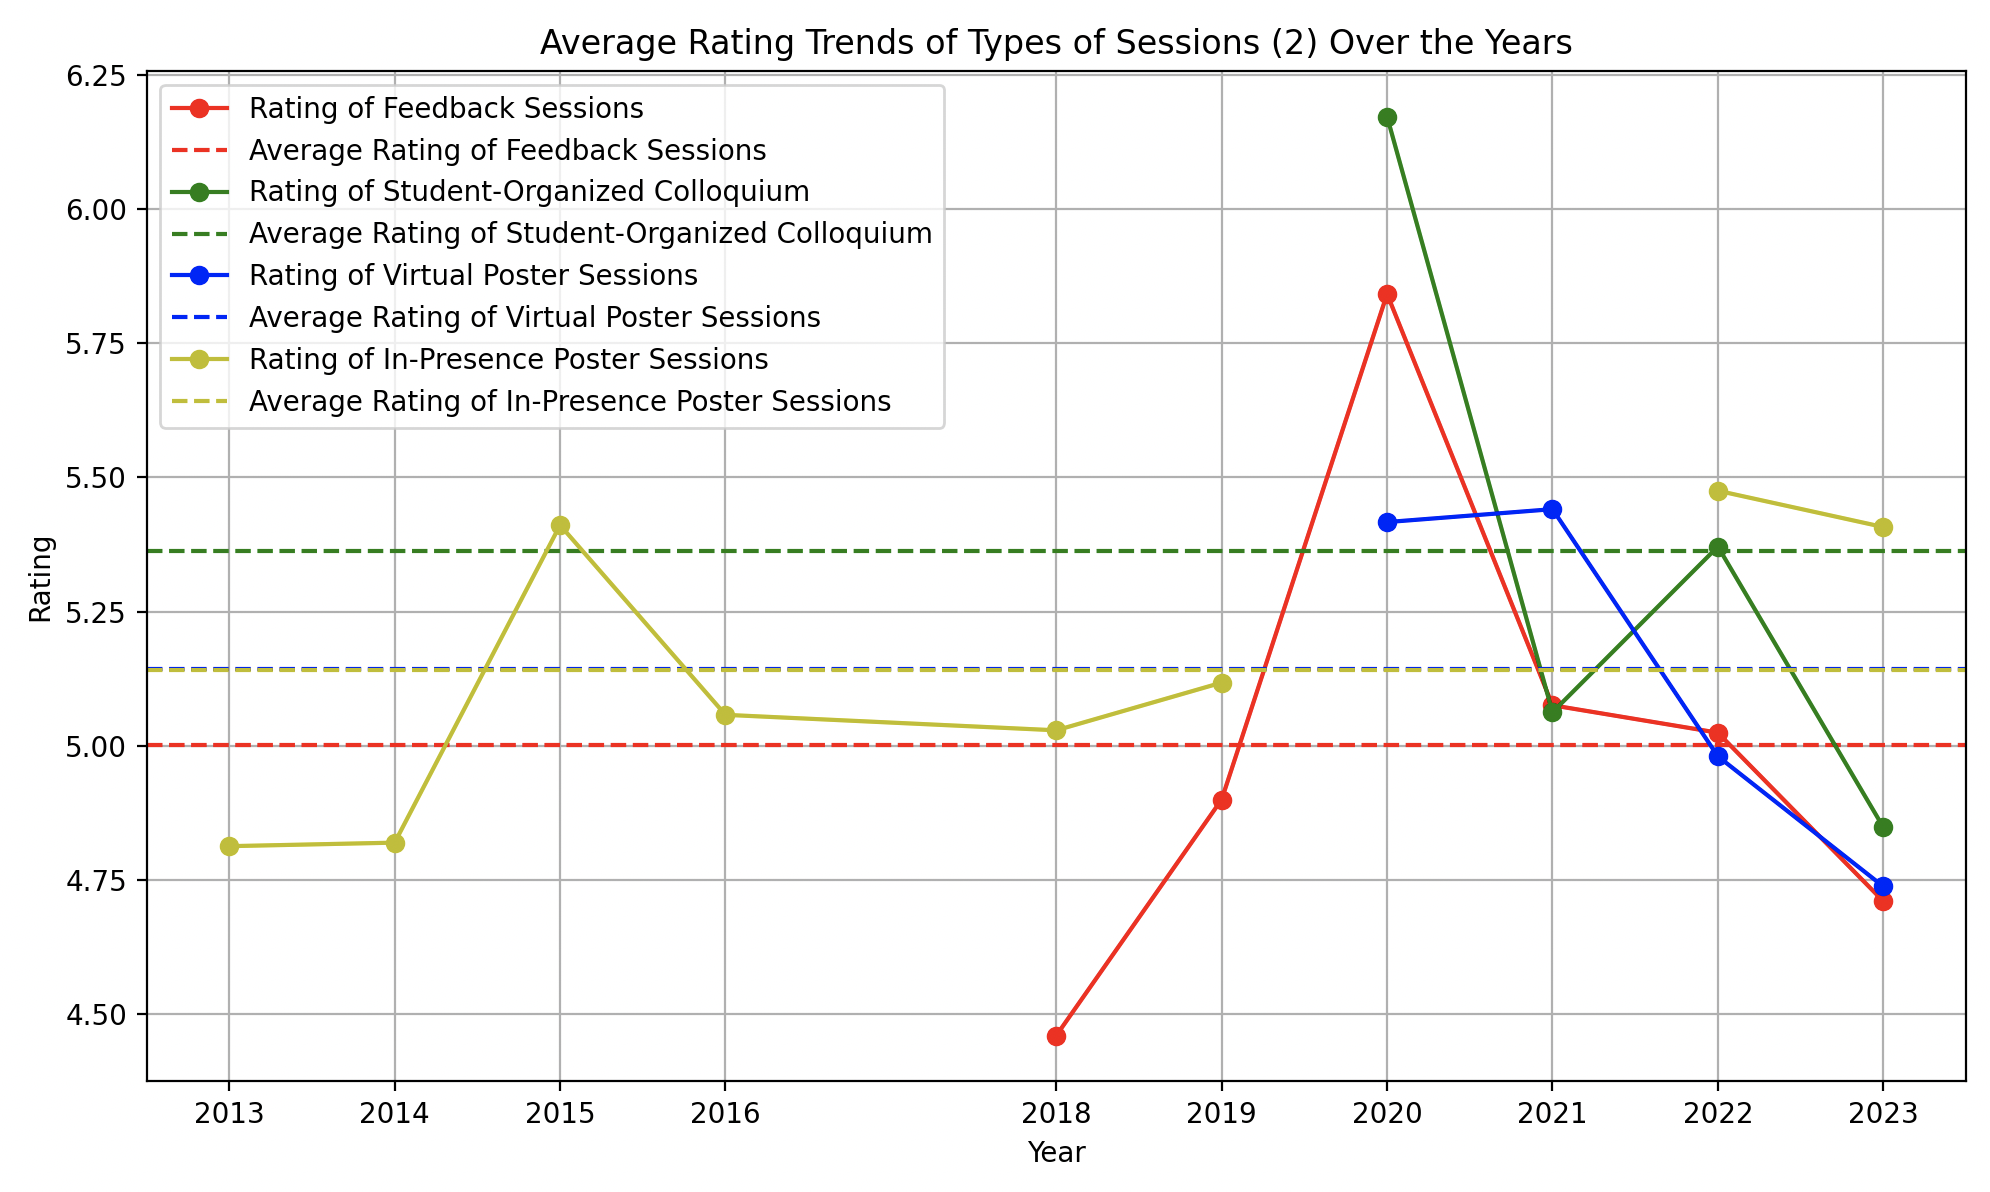 Average Rating Trends of Types of Sessions (2) Over the Years
6.25
6.00
5.75
5.50
5.25
5.00
4.75
4.50
Rating
Rating of Feedback Sessions
Average Rating of Feedback Sessions
Rating of Student-Organized Colloquium
Average Rating of Student-Organized Colloquium
Rating of Virtual Poster Sessions
Average Rating of Virtual Poster Sessions
Rating of In-Presence Poster Sessions
Average Rating of In-Presence Poster Sessions
2013 2014 2015 2016 2018 2019 2020 2021 2022 2023
Year